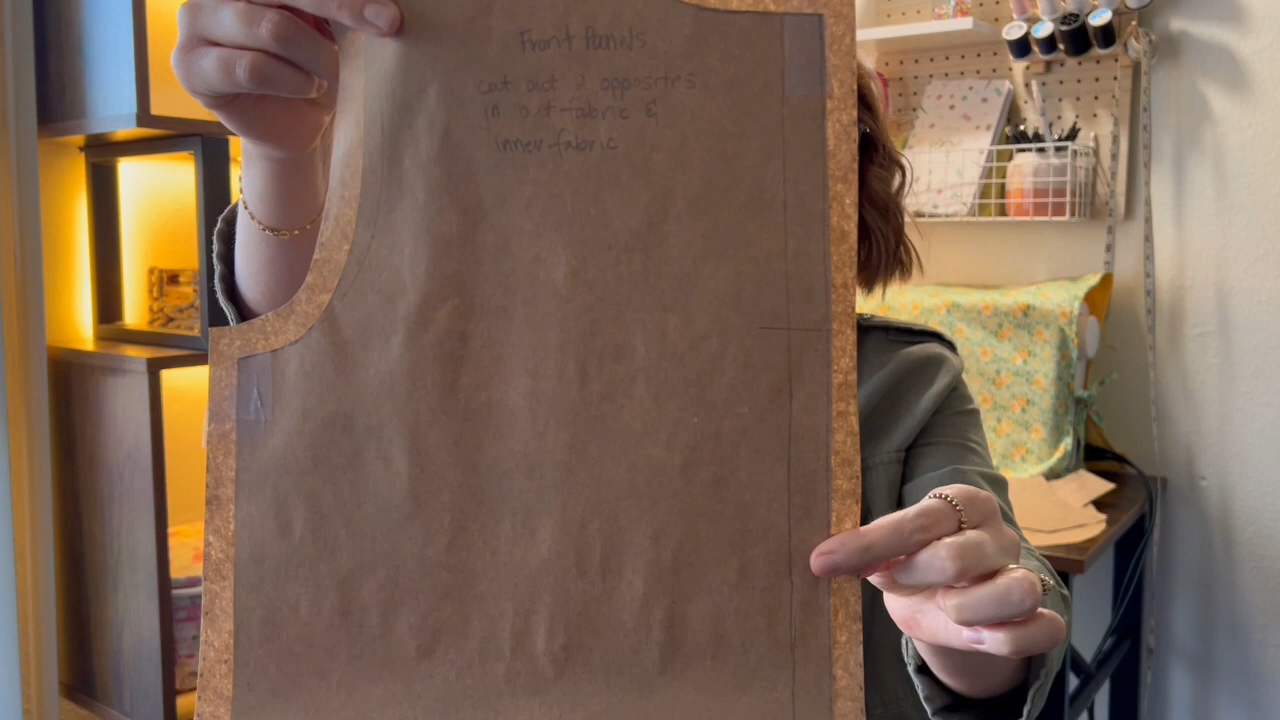 Front Panels
cut out 2 opposites
in out-fabric &
inner fabric